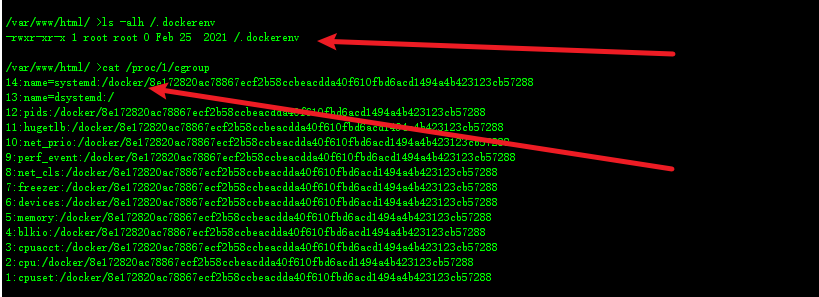 /var/www/html/ >ls -alh /.dockerenv
-rwxr-xr-x 1 root root 0 Feb 25  2021 /.dockerenv
/var/www/html/ >cat /proc/1/cgroup
14:name=systemd:/docker/8e172820ac78867ecf2b58ccbeacdda40f610fbd6acd1494a4b423123cb57288
13:name=dsystemd:/
12:pids:/docker/8e172820ac78867ecf2b58ccbeacdda40f610fbd6acd1494a4b423123cb57288
11:hugetlb:/docker/8e172820ac78867ecf2b58ccbeacdda40f610fbd6acd1494a4b423123cb57288
10:net_prio:/docker/8e172820ac78867ecf2b58ccbeacdda40f610fbd6acd1494a4b423123cb57288
9:perf_event:/docker/8e172820ac78867ecf2b58ccbeacdda40f610fbd6acd1494a4b423123cb57288
8:net_cls:/docker/8e172820ac78867ecf2b58ccbeacdda40f610fbd6acd1494a4b423123cb57288
7:freezer:/docker/8e172820ac78867ecf2b58ccbeacdda40f610fbd6acd1494a4b423123cb57288
6:devices:/docker/8e172820ac78867ecf2b58ccbeacdda40f610fbd6acd1494a4b423123cb57288
5:memory:/docker/8e172820ac78867ecf2b58ccbeacdda40f610fbd6acd1494a4b423123cb57288
4:blkio:/docker/8e172820ac78867ecf2b58ccbeacdda40f610fbd6acd1494a4b423123cb57288
3:cpuacct:/docker/8e172820ac78867ecf2b58ccbeacdda40f610fbd6acd1494a4b423123cb57288
2:cpu:/docker/8e172820ac78867ecf2b58ccbeacdda40f610fbd6acd1494a4b423123cb57288
1:cpuset:/docker/8e172820ac78867ecf2b58ccbeacdda40f610fbd6acd1494a4b423123cb57288